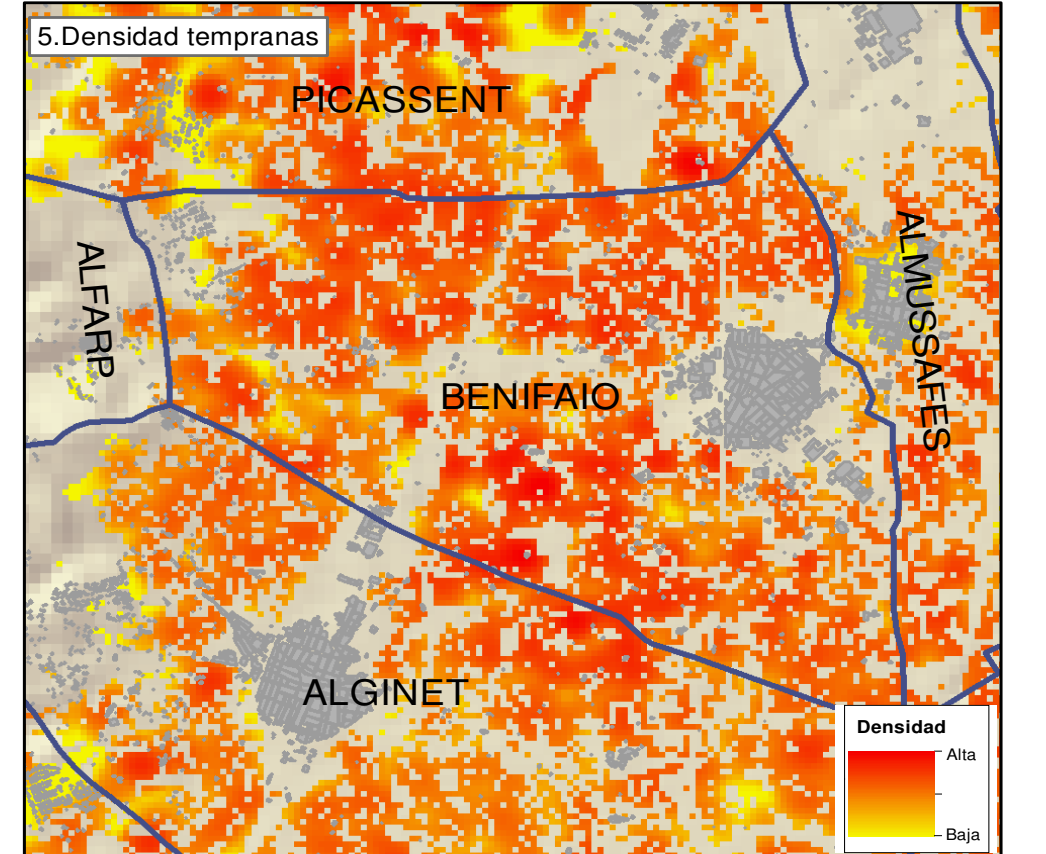 5.Densidad tempranas
PICASSENT
ALFARP
ALMUSSAFES
BENIFAIO
ALGINET
Densidad
Alta
Baja